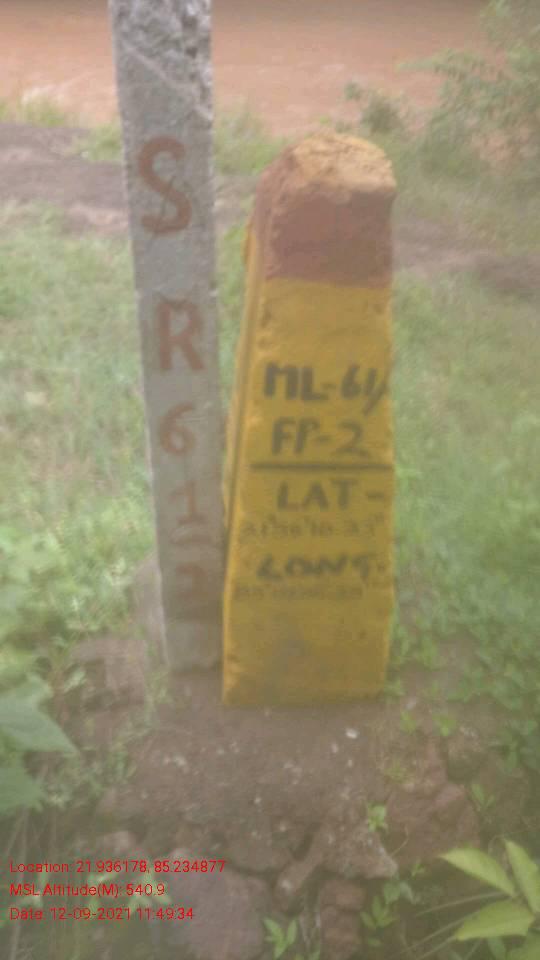 S
R
6
ML-61/
FP-2
LAT-
LONG-
Location: 21.936178, 85.234877
MSL Altitude(M): 540.9
Date: 12-09-2021 11:49:34